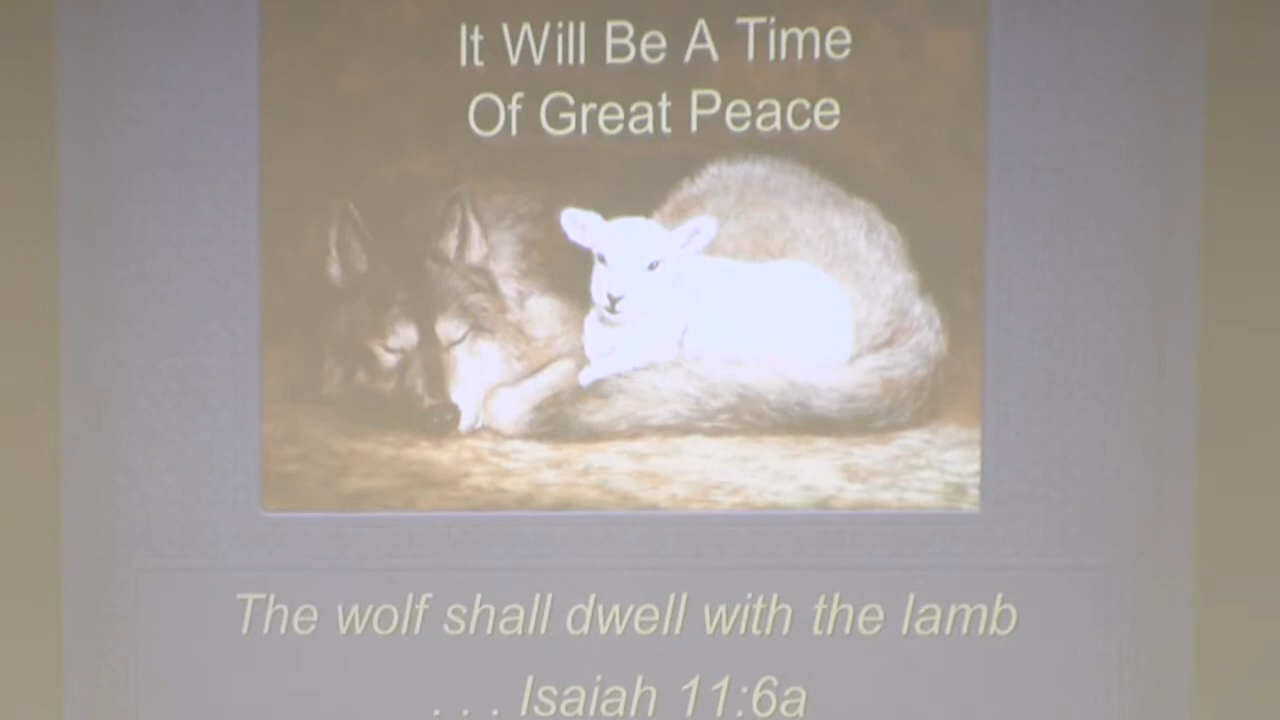 It Will Be A Time
Of Great Peace
The wolf shall dwell with the lamb
. . . Isaiah 11:6a